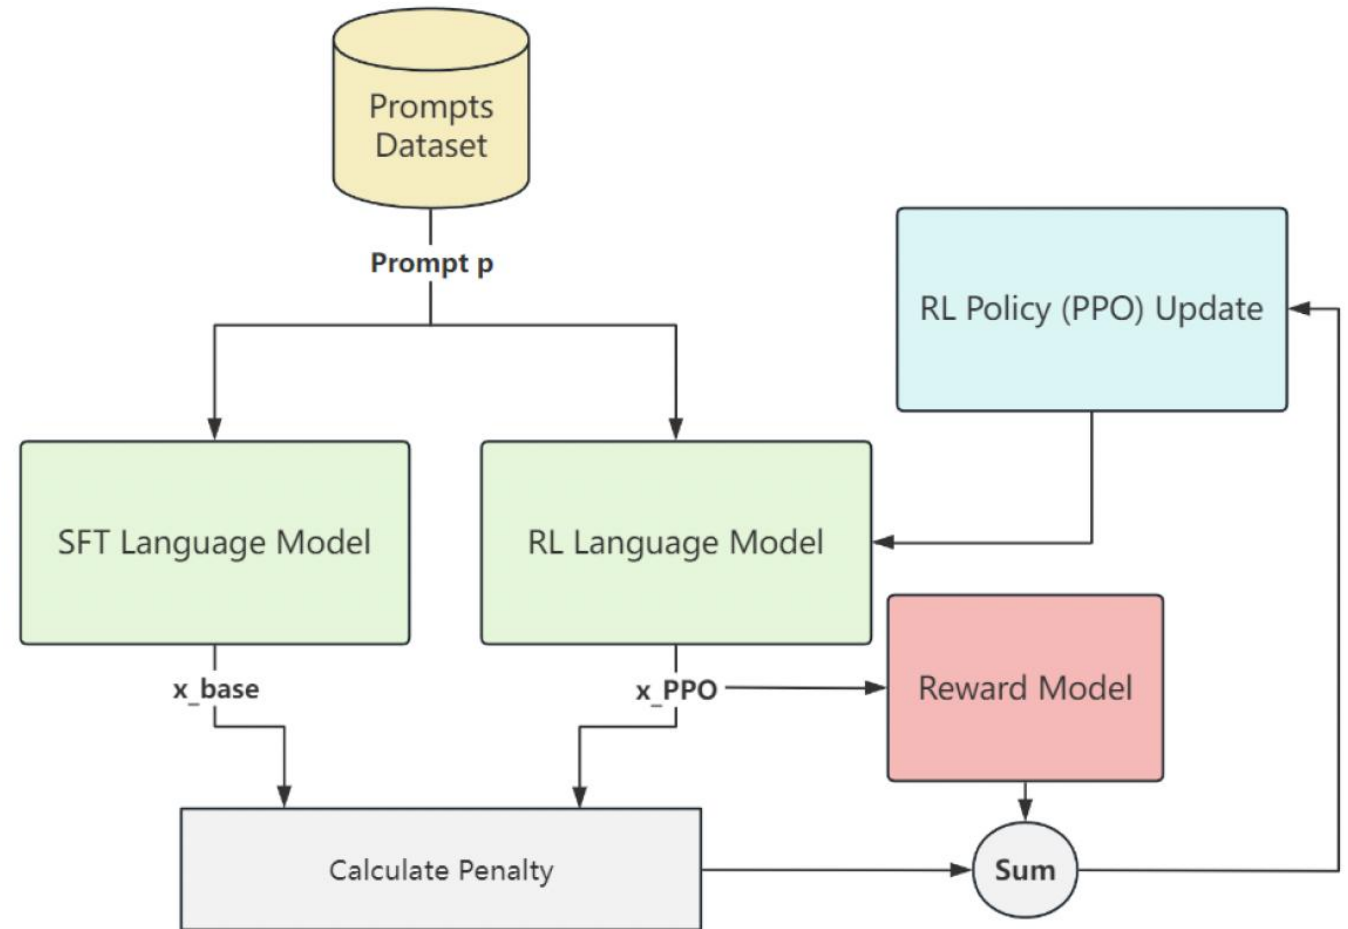 Prompts
Dataset
Prompt p
RL Policy (PPO) Update
SFT Language Model
RL Language Model
x_base
x_PPO
Reward Model
Calculate Penalty
Sum